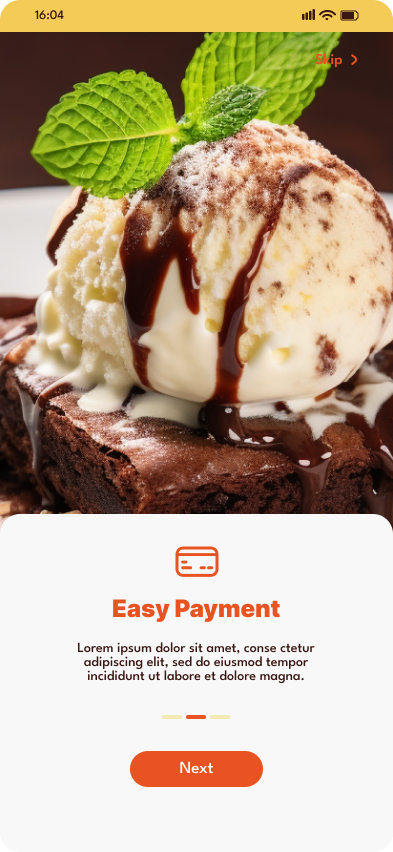 16:04
Skip
Easy Payment
Lorem ipsum dolor sit amet, conse ctetur
adipiscing elit, sed do eiusmod tempor
incididunt ut labore et dolore magna.
Next